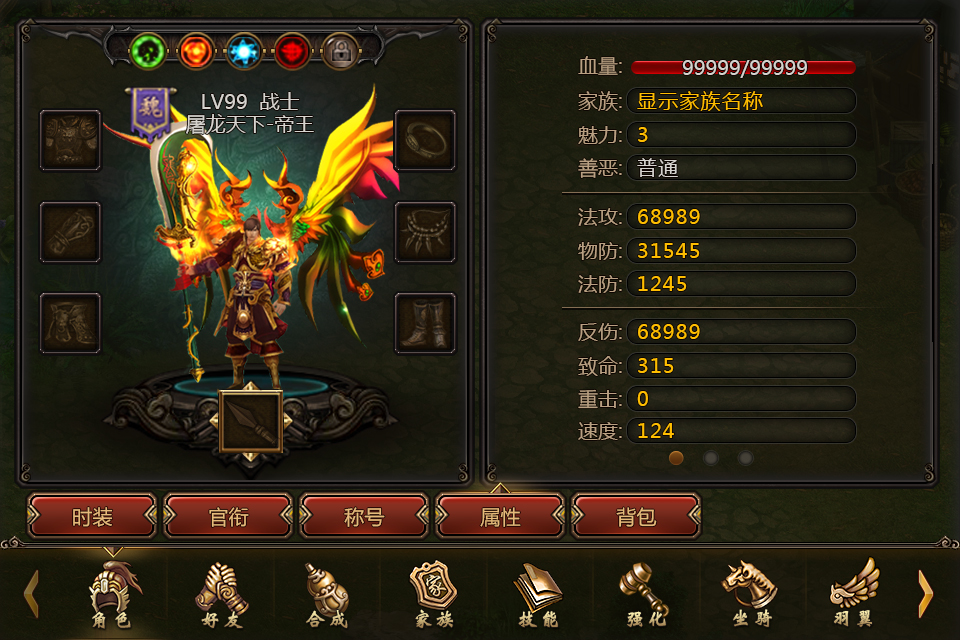 魏
LV99 战士
屠龙天下-帝王
血量: 99999/99999
家族: 显示家族名称
魅力: 3
善恶: 普通
法攻: 68989
物防: 31545
法防: 1245
反伤: 68989
致命: 315
重击: 0
速度: 124
时装 官衔 称号 属性 背包
家
角色 好友 合成 家族 技能 强化 坐骑 羽翼